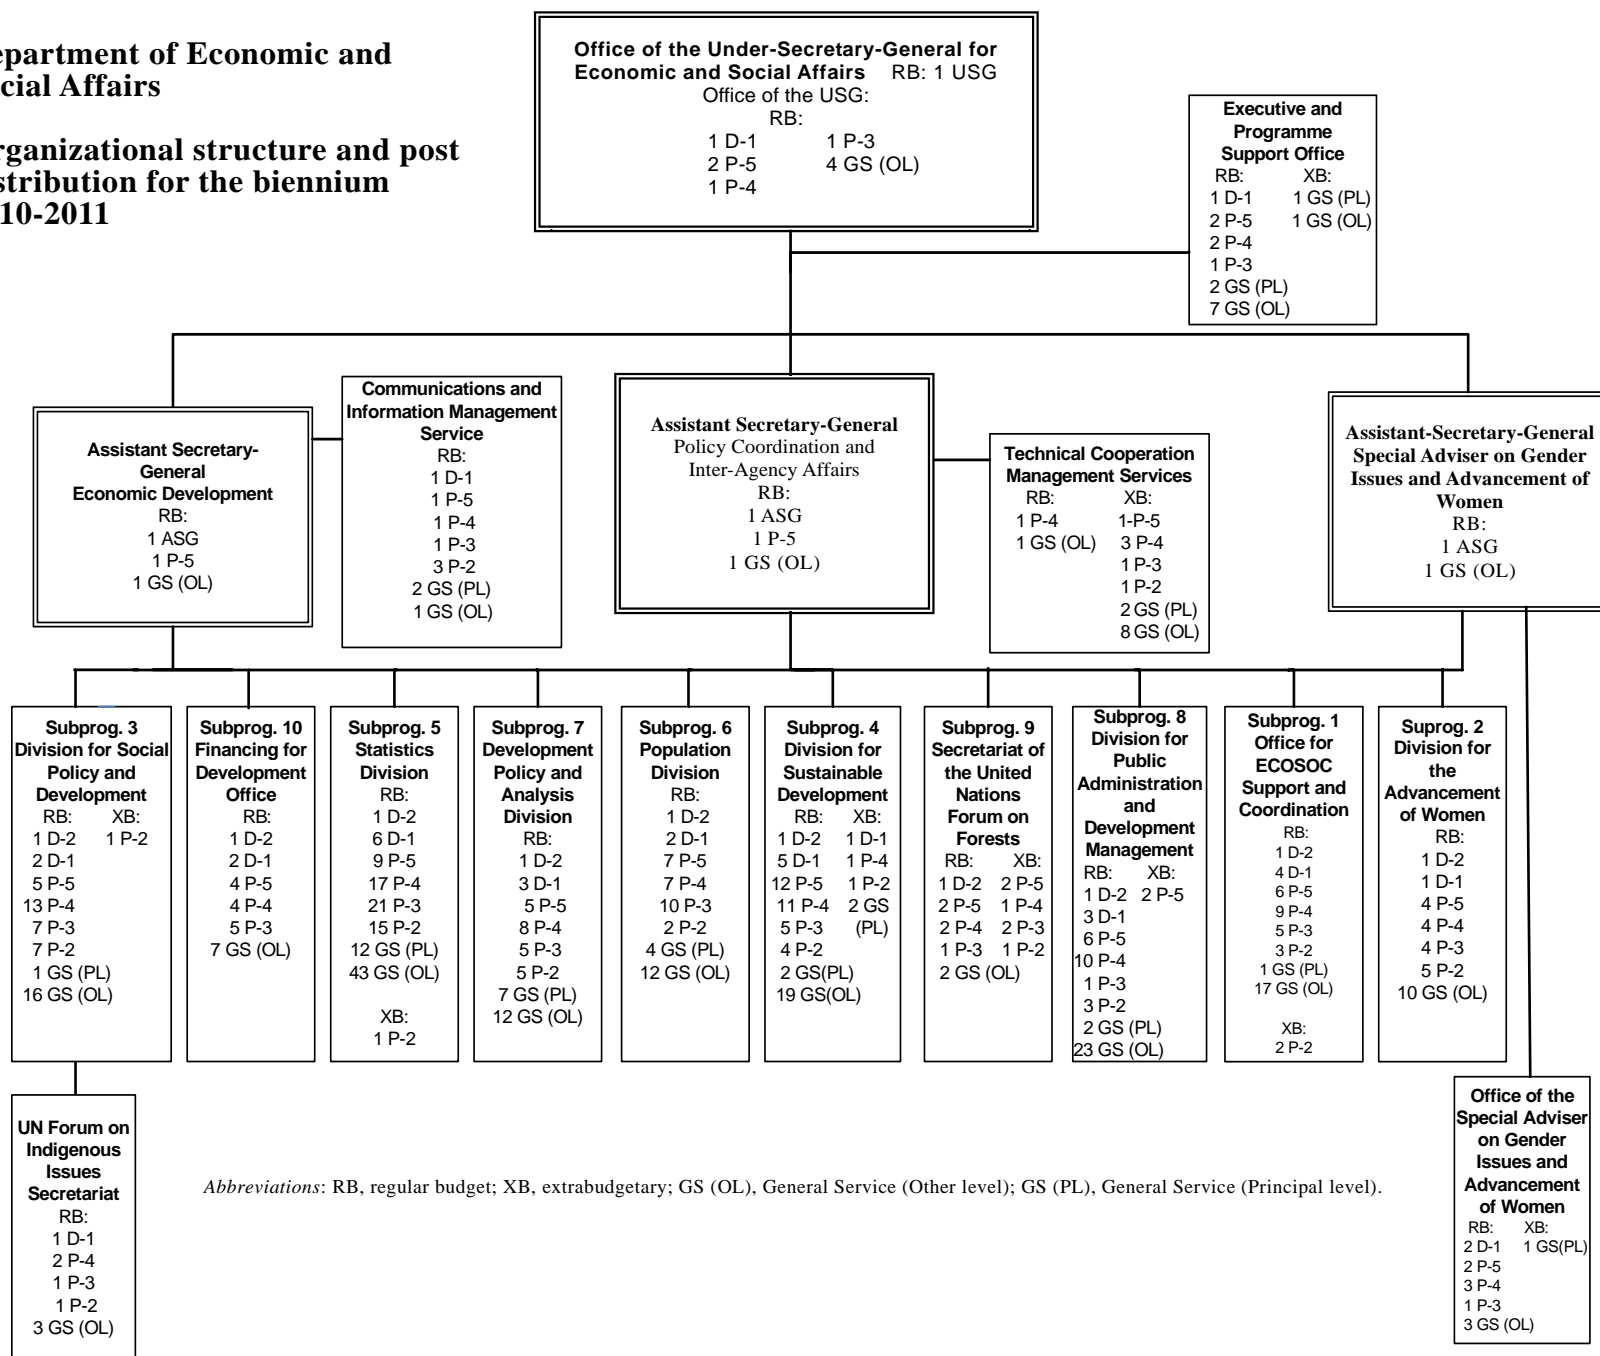 epartment of Economic and
cial Affairs
rganizational structure and post
stribution for the biennium
10-2011
Office of the Under-Secretary-General for
Economic and Social Affairs RB: 1 USG
Office of the USG:
RB:
1 D-1 1 P-3
2 P-5 4 GS (OL)
1 P-4
Executive and
Programme
Support Office
RB: XB:
1 D-1 1 GS (PL)
2 P-5 1 GS (OL)
2 P-4
1 P-3
2 GS (PL)
7 GS (OL)
Assistant Secretary-
General
Economic Development
RB:
1 ASG
1 P-5
1 GS (OL)
Communications and
Information Management
Service
RB:
1 D-1
1 P-5
1 P-4
1 P-3
3 P-2
2 GS (PL)
1 GS (OL)
Assistant Secretary-General
Policy Coordination and
Inter-Agency Affairs
RB:
1 ASG
1 P-5
1 GS (OL)
Technical Cooperation
Management Services
RB: XB:
1 P-4 1-P-5
1 GS (OL) 3 P-4
1 P-3
1 P-2
2 GS (PL)
8 GS (OL)
Assistant-Secretary-General
Special Adviser on Gender
Issues and Advancement of
Women
RB:
1 ASG
1 GS (OL)
Subprog. 3
Division for Social
Policy and
Development
RB: XB:
1 D-2 1 P-2
2 D-1
5 P-5
13 P-4
7 P-3
7 P-2
1 GS (PL)
16 GS (OL)
Subprog. 10
Financing for
Development
Office
RB:
1 D-2
2 D-1
4 P-5
4 P-4
5 P-3
7 GS (OL)
Subprog. 5
Statistics
Division
RB:
1 D-2
6 D-1
9 P-5
17 P-4
21 P-3
15 P-2
12 GS (PL)
43 GS (OL)
XB:
1 P-2
Subprog. 7
Development
Policy and
Analysis
Division
RB:
1 D-2
3 D-1
5 P-5
8 P-4
5 P-3
5 P-2
7 GS (PL)
12 GS (OL)
Subprog. 6
Population
Division
RB:
1 D-2
2 D-1
7 P-5
7 P-4
10 P-3
2 P-2
4 GS (PL)
12 GS (OL)
Subprog. 4
Division for
Sustainable
Development
RB: XB:
1 D-2 1 D-1
5 D-1 1 P-4
12 P-5 1 P-2
11 P-4 2 GS
5 P-3 (PL)
4 P-2
2 GS(PL)
19 GS(OL)
Subprog. 9
Secretariat of
the United
Nations
Forum on
Forests
RB: XB:
1 D-2 2 P-5
2 P-5 1 P-4
2 P-4 2 P-3
1 P-3 1 P-2
2 GS (OL)
Subprog. 8
Division for
Public
Administration
and
Development
Management
RB: XB:
1 D-2 2 P-5
3 D-1
6 P-5
10 P-4
1 P-3
3 P-2
2 GS (PL)
23 GS (OL)
Subprog. 1
Office for
ECOSOC
Support and
Coordination
RB:
1 D-2
4 D-1
6 P-5
9 P-4
5 P-3
3 P-2
1 GS (PL)
17 GS (OL)
XB:
2 P-2
Suprog. 2
Division for
the
Advancement
of Women
RB:
1 D-2
1 D-1
4 P-5
4 P-4
4 P-3
5 P-2
10 GS (OL)
UN Forum on
Indigenous
Issues
Secretariat
RB:
1 D-1
2 P-4
1 P-3
1 P-2
3 GS (OL)
Office of the
Special Adviser
on Gender
Issues and
Advancement
of Women
RB: XB:
2 D-1 1 GS(PL)
2 P-5
3 P-4
1 P-3
3 GS (OL)
Abbreviations: RB, regular budget; XB, extrabudgetary; GS (OL), General Service (Other level); GS (PL), General Service (Principal level).